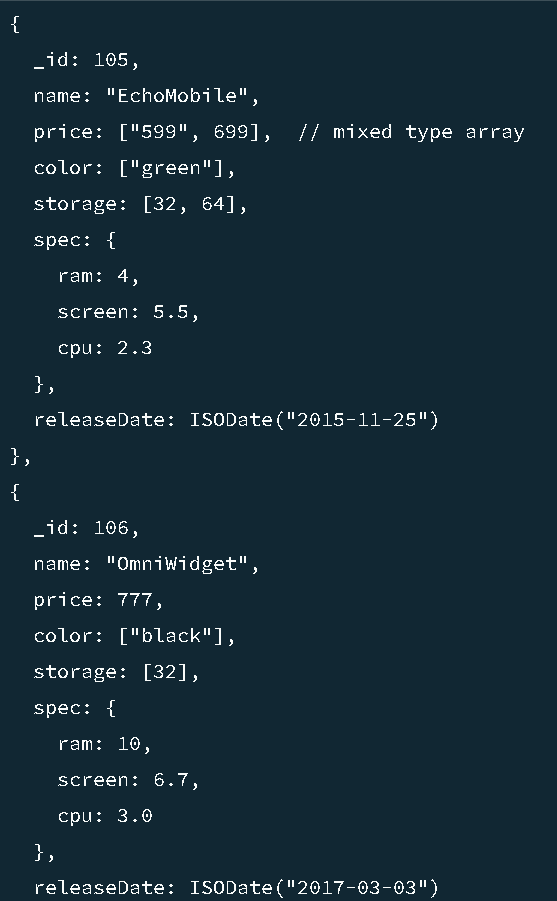 {
  _id: 105,
  name: "EchoMobile",
  price: ["599", 699],  // mixed type array
  color: ["green"],
  storage: [32, 64],
  spec: {
    ram: 4,
    screen: 5.5,
    cpu: 2.3
  },
  releaseDate: ISODate("2015-11-25")
},
{
  _id: 106,
  name: "OmniWidget",
  price: 777,
  color: ["black"],
  storage: [32],
  spec: {
    ram: 10,
    screen: 6.7,
    cpu: 3.0
  },
  releaseDate: ISODate("2017-03-03")